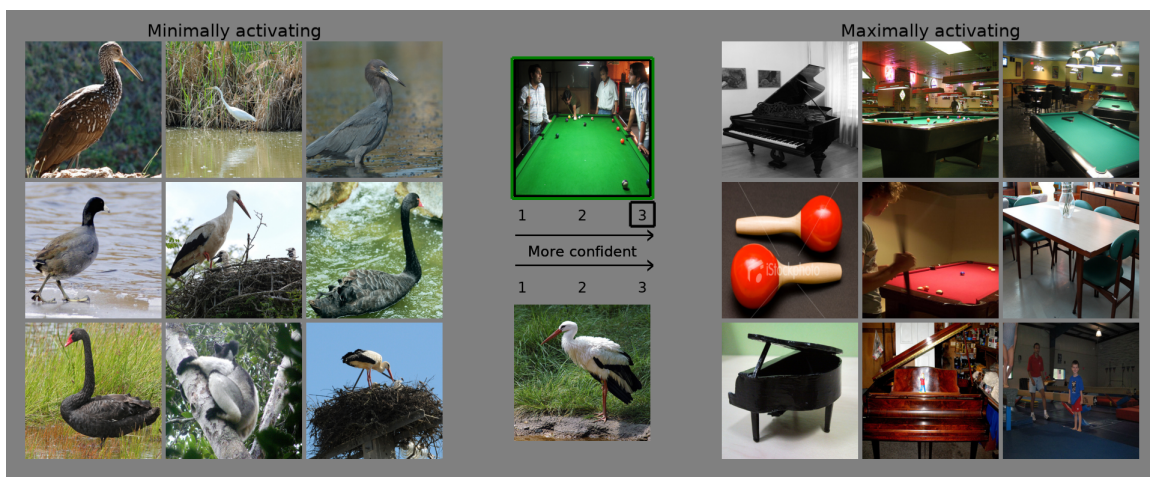 Minimally activating
Maximally activating
1 2 3
More confident
1 2 3
iStockphoto